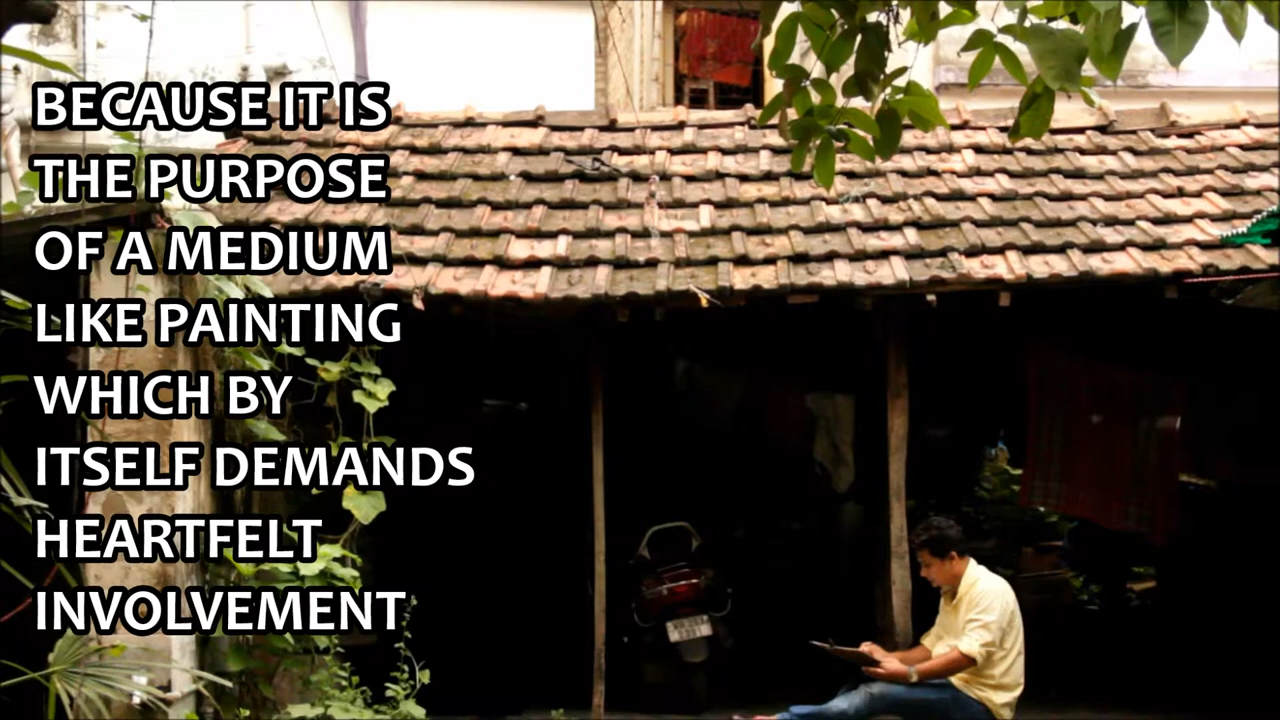 BECAUSE IT IS
THE PURPOSE
OF A MEDIUM
LIKE PAINTING
WHICH BY
ITSELF DEMANDS
HEARTFELT
INVOLVEMENT